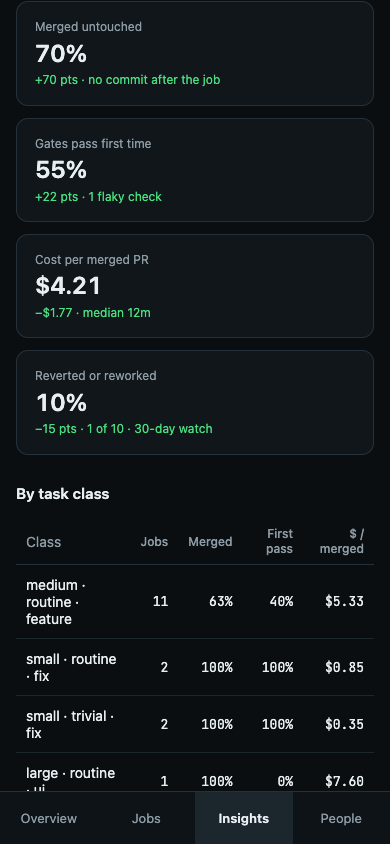 Merged untouched
70%
+70 pts · no commit after the job
Gates pass first time
55%
+22 pts · 1 flaky check
Cost per merged PR
$4.21
−$1.77 · median 12m
Reverted or reworked
10%
−15 pts · 1 of 10 · 30-day watch
By task class
Class Jobs Merged First pass $ / merged
medium · routine · feature 11 63% 40% $5.33
small · routine · fix 2 100% 100% $0.85
small · trivial · fix 2 100% 100% $0.35
large · routine · ui 1 100% 0% $7.60
Overview Jobs Insights People